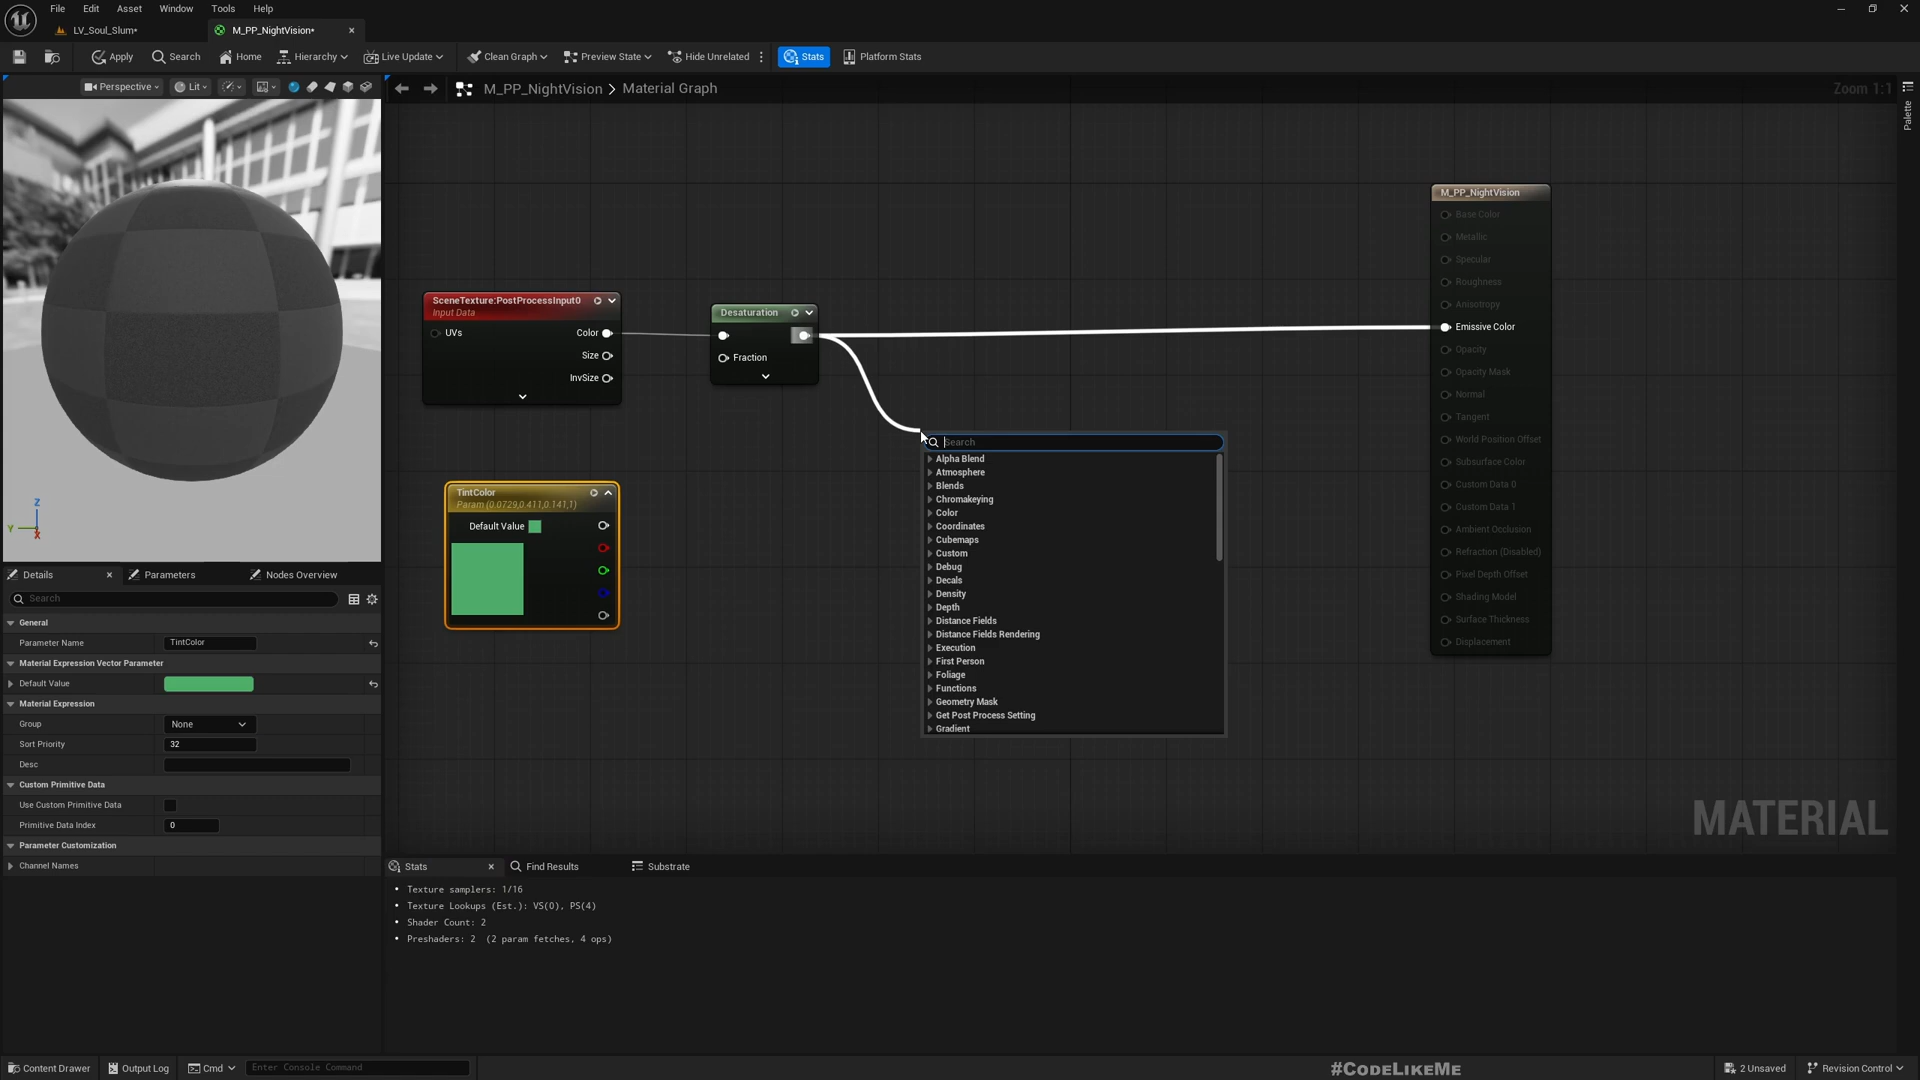 File Edit Asset Window Tools Help
LV_Soul_Slum*
M_PP_NightVision*
Apply Search Home Hierarchy Live Update Clean Graph Preview State Hide Unrelated Stats Platform Stats
Perspective Lit
M_PP_NightVision > Material Graph
Zoom 1:1
Palette
SceneTexture:PostProcessInput0
Input Data
UVs Color
Size
InvSize
Desaturation
Fraction
TintColor
Param (0.0729,0.411,0.141,1)
Default Value
Search
Alpha Blend
Atmosphere
Blends
Chromakeying
Color
Coordinates
Cubemaps
Custom
Debug
Decals
Density
Depth
Distance Fields
Distance Fields Rendering
Execution
First Person
Foliage
Functions
Geometry Mask
Get Post Process Setting
Gradient
M_PP_NightVision
Base Color
Metallic
Specular
Roughness
Anisotropy
Emissive Color
Opacity
Opacity Mask
Normal
Tangent
World Position Offset
Subsurface Color
Custom Data 0
Custom Data 1
Ambient Occlusion
Refraction (Disabled)
Pixel Depth Offset
Shading Model
Surface Thickness
Displacement
MATERIAL
Z
Y
X
Details Parameters Nodes Overview
Search
General
Parameter Name TintColor
Material Expression Vector Parameter
Default Value
Material Expression
Group None
Sort Priority 32
Desc
Custom Primitive Data
Use Custom Primitive Data
Primitive Data Index 0
Parameter Customization
Channel Names
Stats Find Results Substrate
• Texture samplers: 1/16
• Texture Lookups (Est.): VS(0), PS(4)
• Shader Count: 2
• Preshaders: 2 (2 param fetches, 4 ops)
Content Drawer Output Log Cmd Enter Console Command
#CODELIKEME
2 Unsaved Revision Control